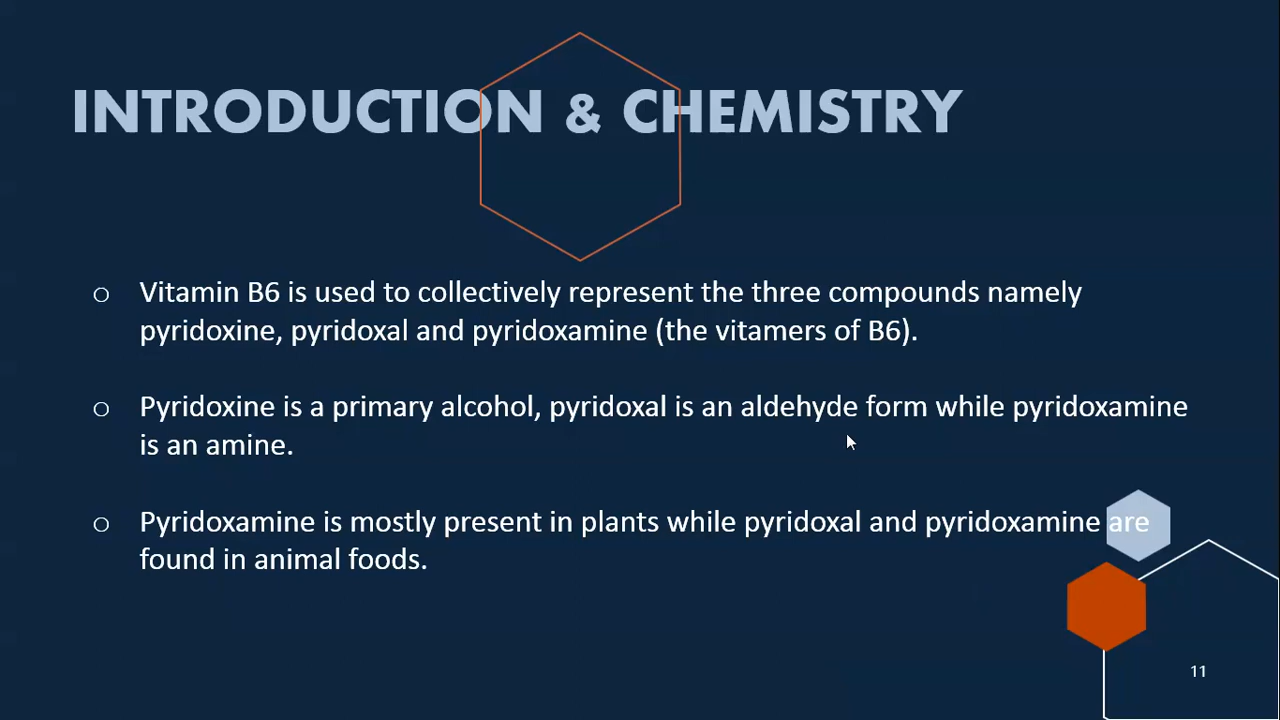 INTRODUCTION & CHEMISTRY
o Vitamin B6 is used to collectively represent the three compounds namely
pyridoxine, pyridoxal and pyridoxamine (the vitamers of B6).
o Pyridoxine is a primary alcohol, pyridoxal is an aldehyde form while pyridoxamine
is an amine.
o Pyridoxamine is mostly present in plants while pyridoxal and pyridoxamine are
found in animal foods.
11